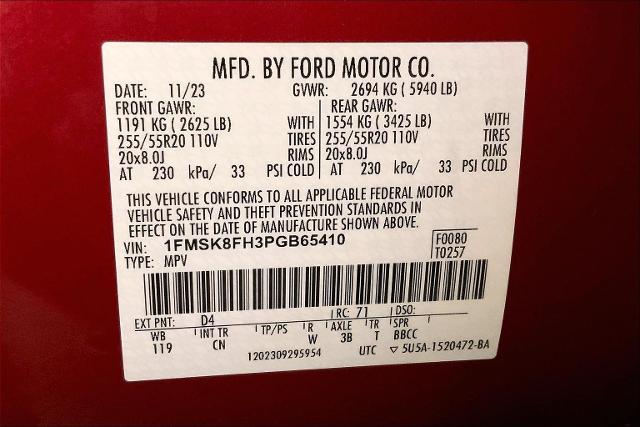 MFD. BY FORD MOTOR CO.
DATE: 11/23 GVWR: 2694 KG ( 5940 LB)
FRONT GAWR: REAR GAWR:
1191 KG ( 2625 LB) WITH 1554 KG ( 3425 LB) WITH
255/55R20 110V TIRES 255/55R20 110V TIRES
20x8.0J RIMS 20x8.0J RIMS
AT 230 kPa/ 33 PSI COLD AT 230 kPa/ 33 PSI COLD
THIS VEHICLE CONFORMS TO ALL APPLICABLE FEDERAL MOTOR
VEHICLE SAFETY AND THEFT PREVENTION STANDARDS IN
EFFECT ON THE DATE OF MANUFACTURE SHOWN ABOVE.
VIN: 1FMSK8FH3PGB65410 F0080
TYPE: MPV T0257
EXT PNT: D4 RC: 71 DSO:
WB INT TR TP/PS R AXLE TR SPR
119 CN W 3B T BBCC
1202309295954 UTC ▽ 5U5A-1520472-BA